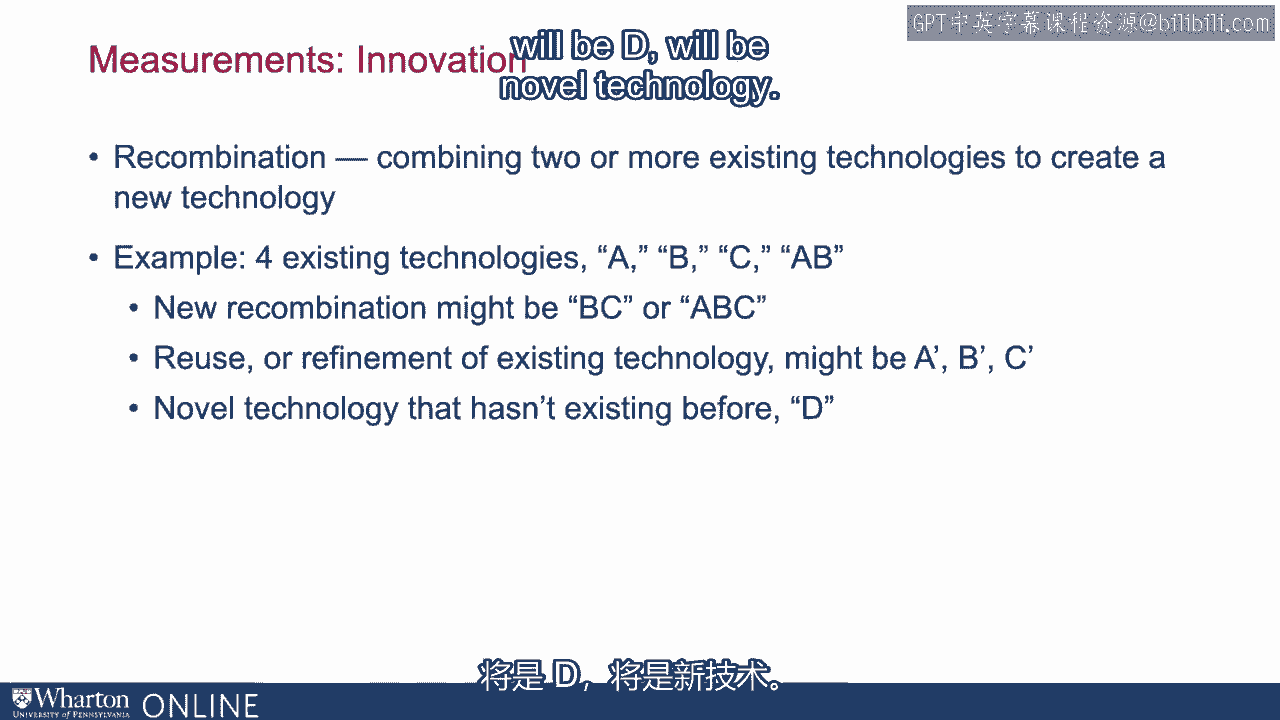 GPT中英字幕课程资源@bilibili.com
will be D, will be
novel technology.
Measurements: Innovation
• Recombination — combining two or more existing technologies to create a
new technology
• Example: 4 existing technologies, “A,” “B,” “C,” “AB”
• New recombination might be “BC” or “ABC”
• Reuse, or refinement of existing technology, might be A’, B’, C’
• Novel technology that hasn’t existing before, “D”
将是 D，将是新技术。
Wharton ONLINE
UNIVERSITY of PENNSYLVANIA